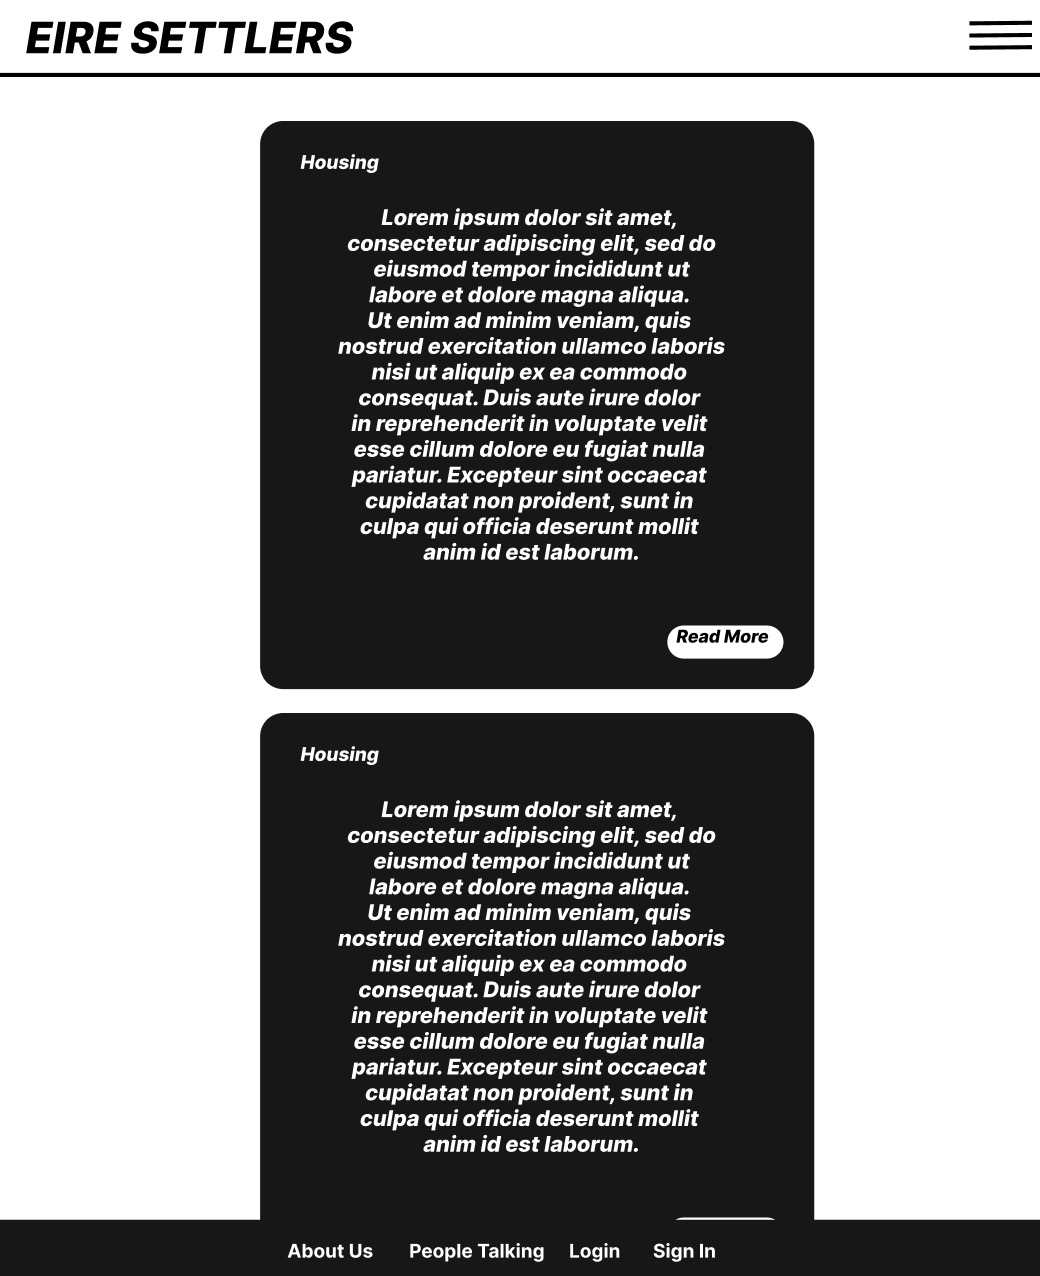 EIRE SETTLERS
Housing
Lorem ipsum dolor sit amet,
consectetur adipiscing elit, sed do
eiusmod tempor incididunt ut
labore et dolore magna aliqua.
Ut enim ad minim veniam, quis
nostrud exercitation ullamco laboris
nisi ut aliquip ex ea commodo
consequat. Duis aute irure dolor
in reprehenderit in voluptate velit
esse cillum dolore eu fugiat nulla
pariatur. Excepteur sint occaecat
cupidatat non proident, sunt in
culpa qui officia deserunt mollit
anim id est laborum.
Read More
Housing
Lorem ipsum dolor sit amet,
consectetur adipiscing elit, sed do
eiusmod tempor incididunt ut
labore et dolore magna aliqua.
Ut enim ad minim veniam, quis
nostrud exercitation ullamco laboris
nisi ut aliquip ex ea commodo
consequat. Duis aute irure dolor
in reprehenderit in voluptate velit
esse cillum dolore eu fugiat nulla
pariatur. Excepteur sint occaecat
cupidatat non proident, sunt in
culpa qui officia deserunt mollit
anim id est laborum.
About Us People Talking Login Sign In